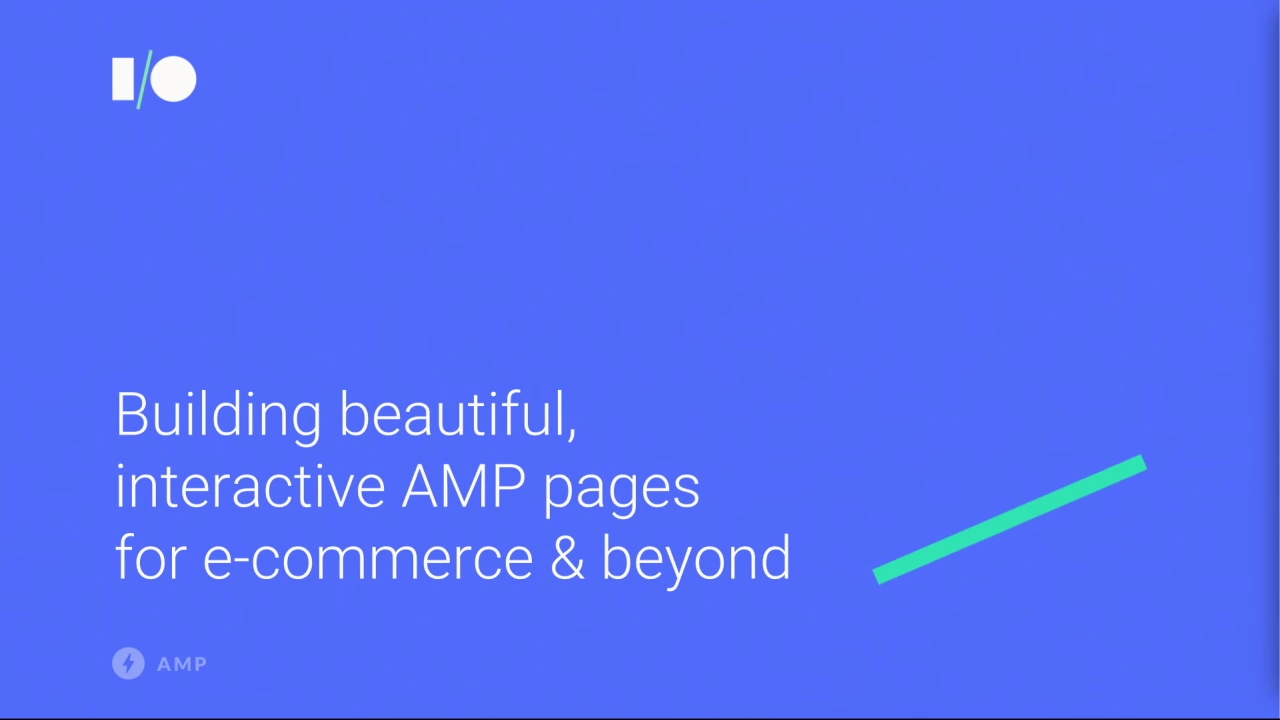 I/O
Building beautiful,
interactive AMP pages
for e-commerce & beyond
AMP